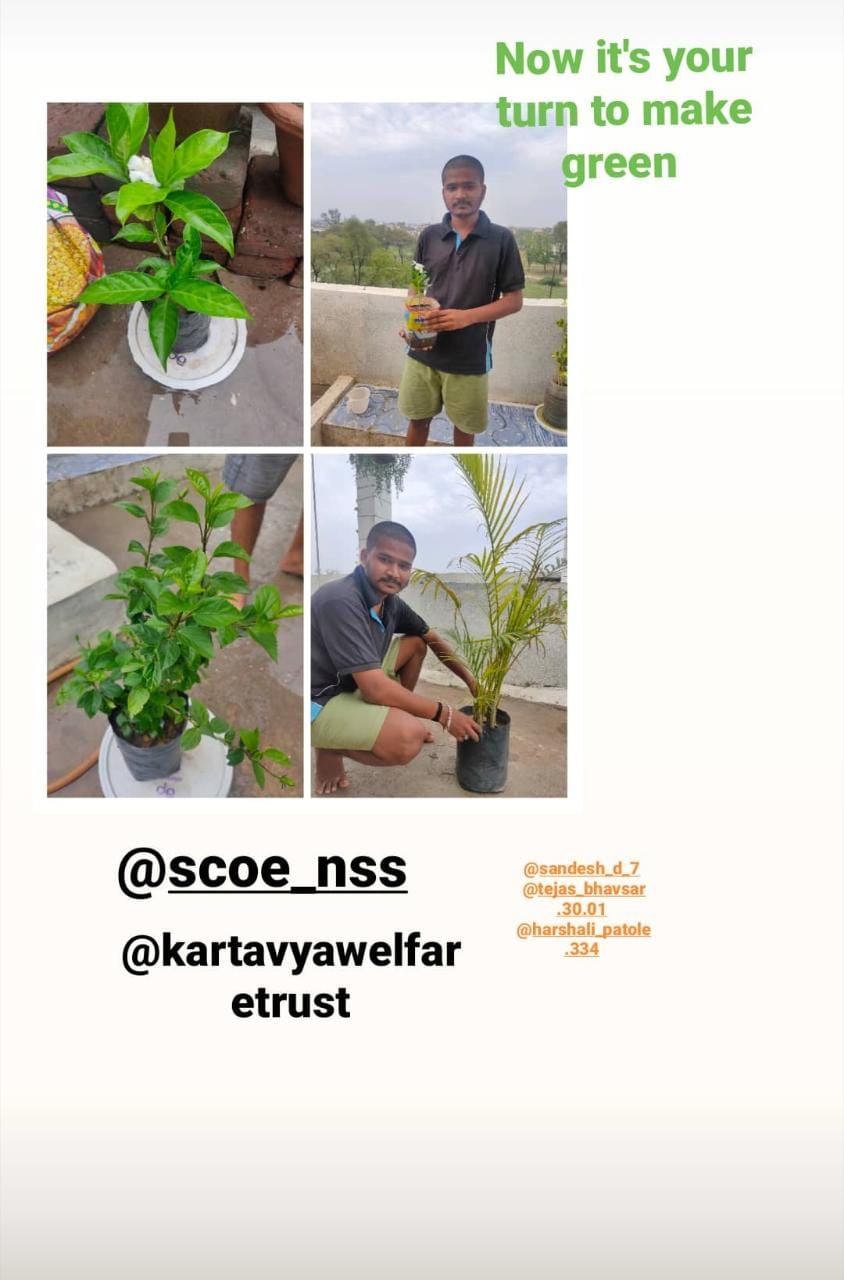 Now it's your
turn to make
green
@scoe_nss
@kartavyawelfar
etrust
@sandesh_d_7
@tejas_bhavsar
.30.01
@harshali_patole
.334